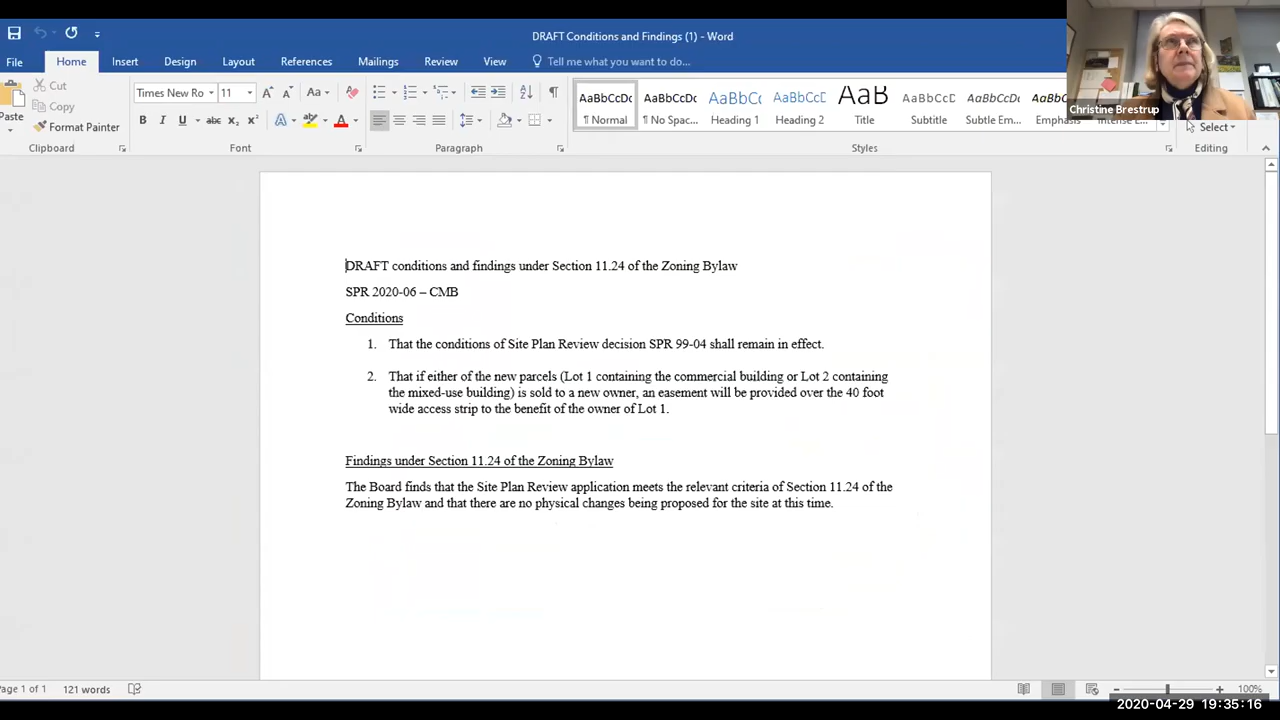 DRAFT Conditions and Findings (1) - Word
File
Home
Insert
Design
Layout
References
Mailings
Review
View
Tell me what you want to do...
Paste
Cut
Copy
Format Painter
Clipboard
Times New Ro
11
Aa
B I U abc X₂ X²
Font
Paragraph
AaBbCcDc
¶ Normal
AaBbCcDc
¶ No Spac...
AaBbCc
Heading 1
AaBbCcD
Heading 2
AaB
Title
AaBbCcD
Subtitle
AaBbCcDc
Subtle Em...
Emphasis
Intense E...
Styles
Select
Editing
Christine Brestrup
DRAFT conditions and findings under Section 11.24 of the Zoning Bylaw
SPR 2020-06 – CMB
Conditions
1. That the conditions of Site Plan Review decision SPR 99-04 shall remain in effect.
2. That if either of the new parcels (Lot 1 containing the commercial building or Lot 2 containing
the mixed-use building) is sold to a new owner, an easement will be provided over the 40 foot
wide access strip to the benefit of the owner of Lot 1.
Findings under Section 11.24 of the Zoning Bylaw
The Board finds that the Site Plan Review application meets the relevant criteria of Section 11.24 of the
Zoning Bylaw and that there are no physical changes being proposed for the site at this time.
Page 1 of 1
121 words
100%
2020-04-29 19:35:16